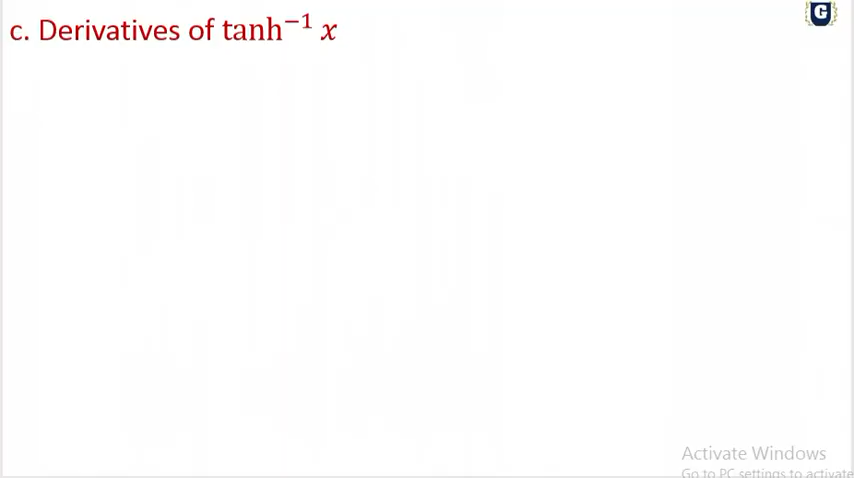 c. Derivatives of tanh⁻¹ x
G
Activate Windows
Go to PC settings to activate